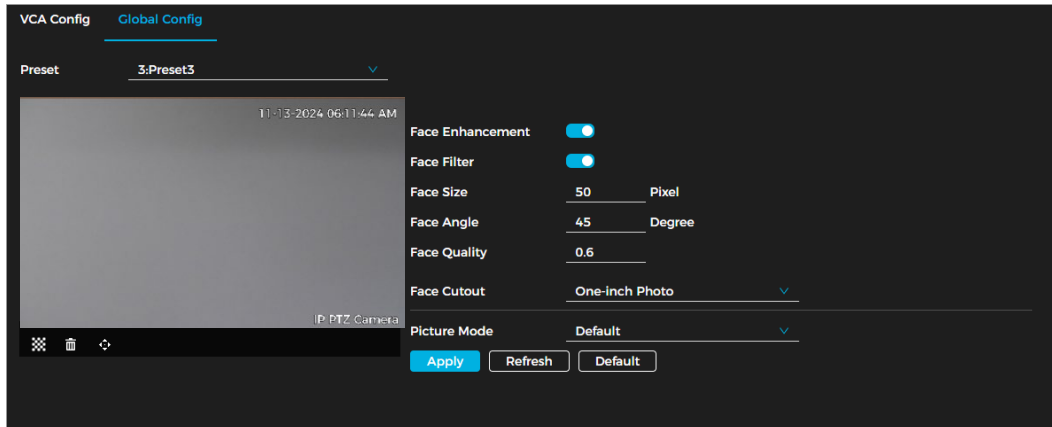 VCA Config Global Config
Preset 3:Preset3
11-13-2024 06:11:44 AM
IP PTZ Camera
Face Enhancement
Face Filter
Face Size 50 Pixel
Face Angle 45 Degree
Face Quality 0.6
Face Cutout One-inch Photo
Picture Mode Default
Apply Refresh Default